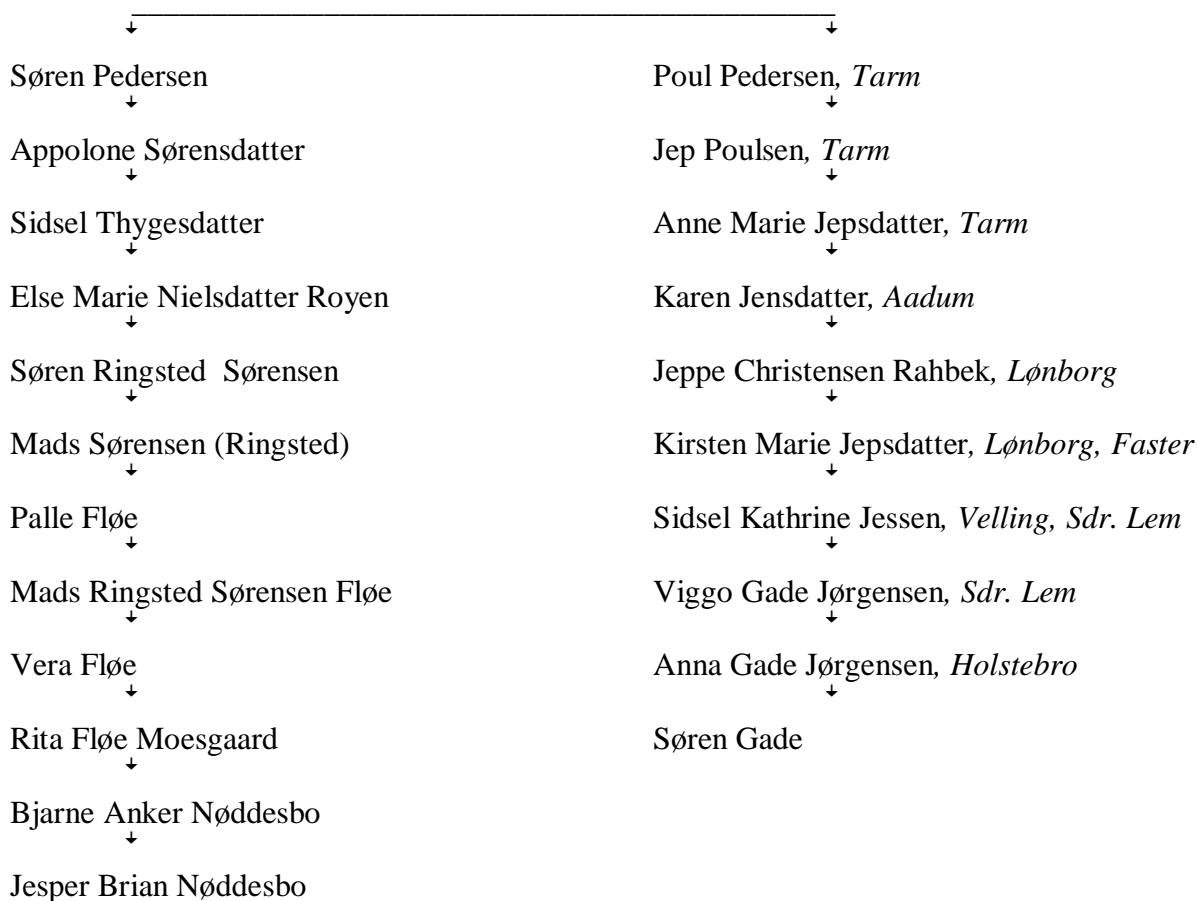 Søren Pedersen Poul Pedersen, Tarm
Appolone Sørensdatter Jep Poulsen, Tarm
Sidsel Thygesdatter Anne Marie Jepsdatter, Tarm
Else Marie Nielsdatter Royen Karen Jensdatter, Aadum
Søren Ringsted Sørensen Jeppe Christensen Rahbek, Lønborg
Mads Sørensen (Ringsted) Kirsten Marie Jepsdatter, Lønborg, Faster
Palle Fløe Sidsel Kathrine Jessen, Velling, Sdr. Lem
Mads Ringsted Sørensen Fløe Viggo Gade Jørgensen, Sdr. Lem
Vera Fløe Anna Gade Jørgensen, Holstebro
Rita Fløe Moesgaard Søren Gade
Bjarne Anker Nøddesbo
Jesper Brian Nøddesbo